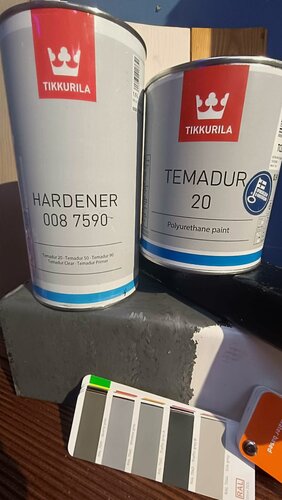 TIKKURILA
HARDENER
008 7590
Temadur 20 · Temadur 50 · Temadur 90
Temadur Clear · Temadur Primer
TIKKURILA
TEMADUR
20
Polyurethane paint
RAL